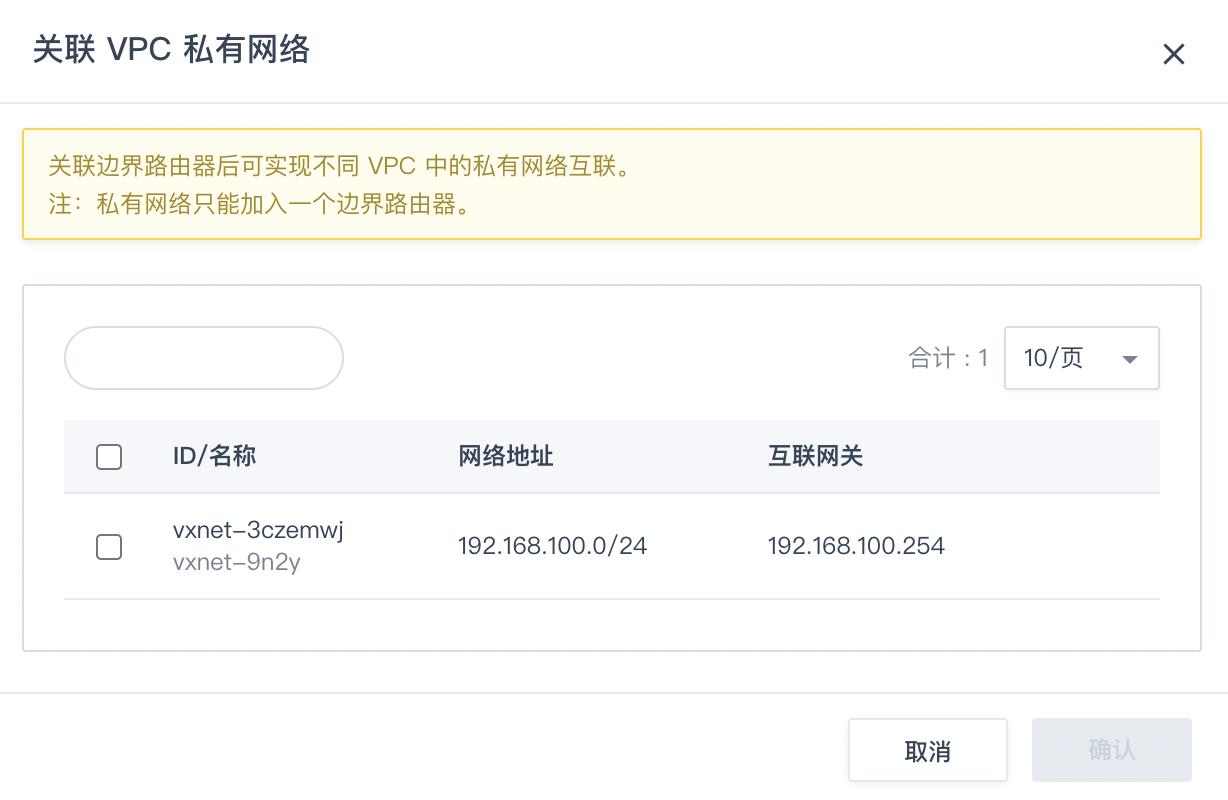 关联 VPC 私有网络
关联边界路由器后可实现不同 VPC 中的私有网络互联。
注：私有网络只能加入一个边界路由器。
合计：1
10/页
ID/名称
网络地址
互联网关
vxnet-3czemwj
vxnet-9n2y
192.168.100.0/24
192.168.100.254
取消
确认